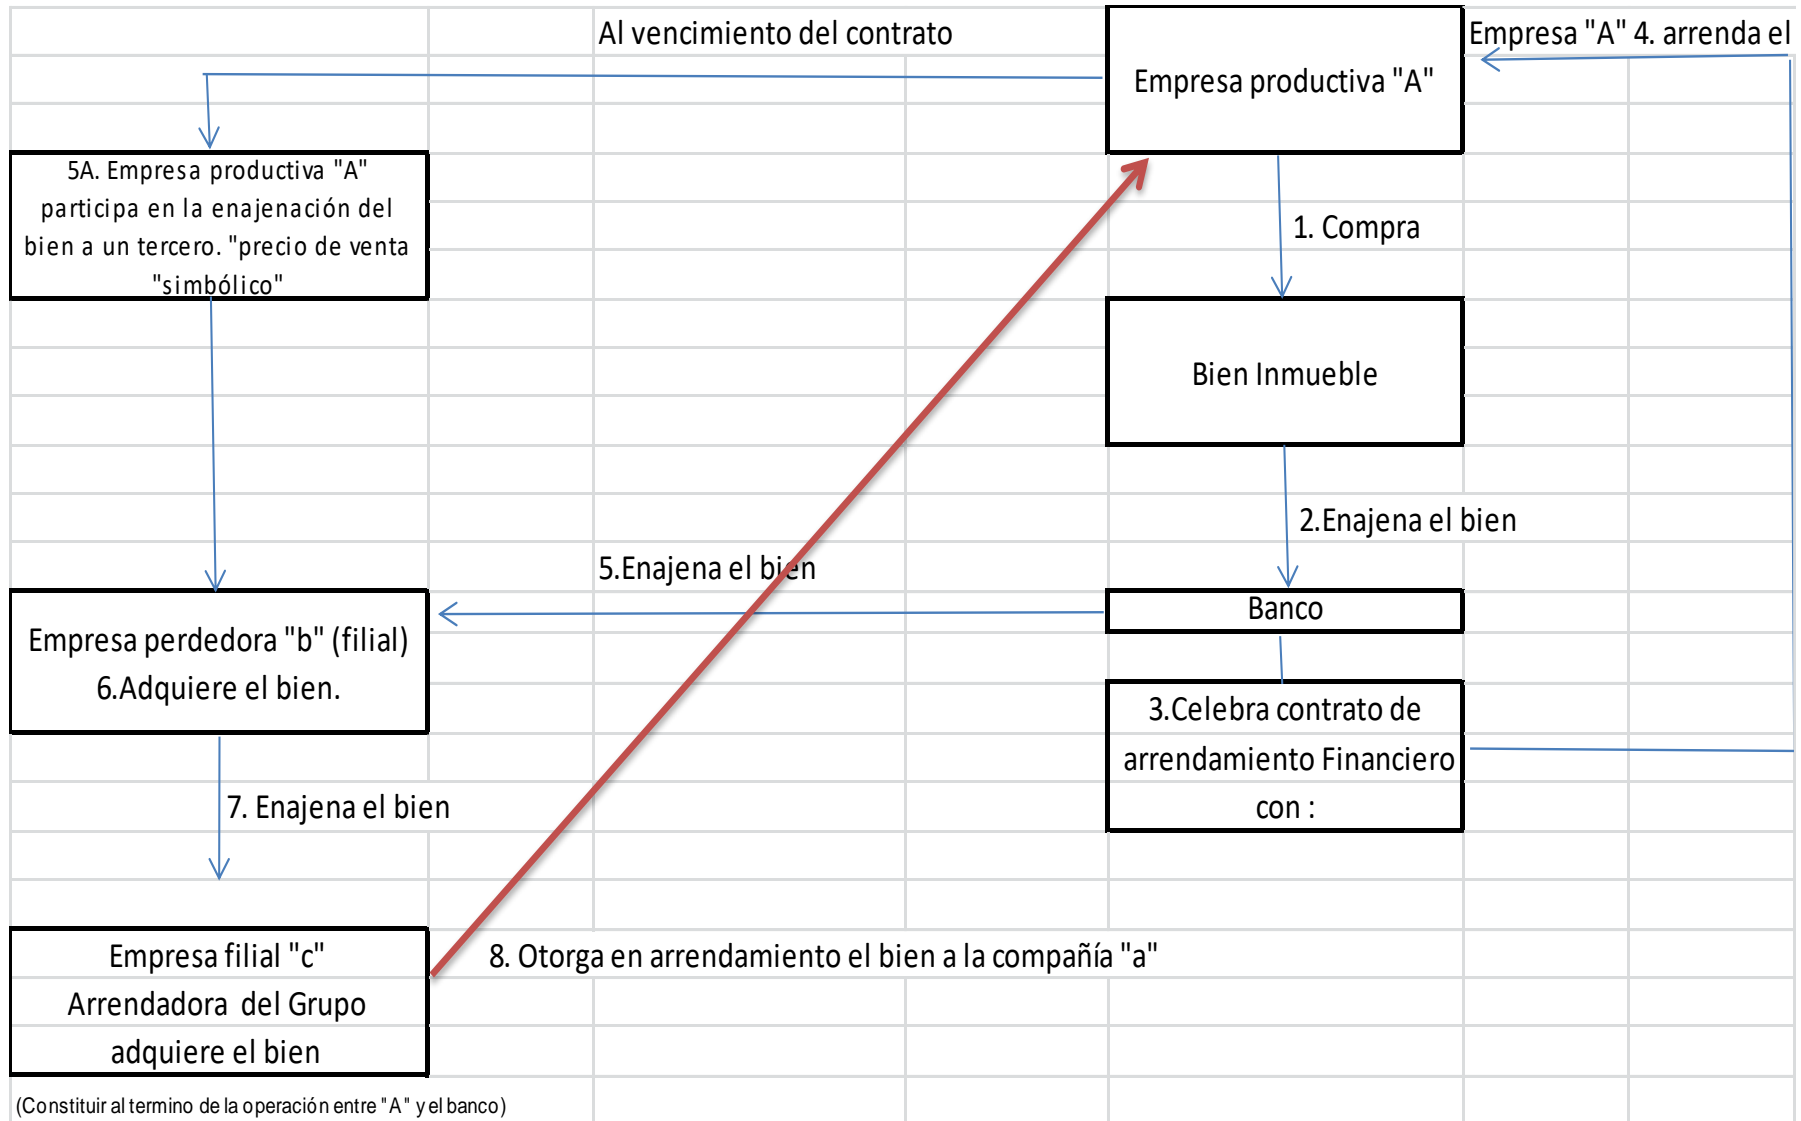 Al vencimiento del contrato
Empresa productiva "A"
Empresa "A" 4. arrenda el
5A. Empresa productiva "A"
participa en la enajenación del
bien a un tercero. "precio de venta
"simbólico"
1. Compra
Bien Inmueble
2.Enajena el bien
5.Enajena el bien
Banco
Empresa perdedora "b" (filial)
6.Adquiere el bien.
3.Celebra contrato de
arrendamiento Financiero
con :
7. Enajena el bien
Empresa filial "c"
Arrendadora del Grupo
adquiere el bien
8. Otorga en arrendamiento el bien a la compañía "a"
(Constituir al termino de la operación entre "A" y el banco)